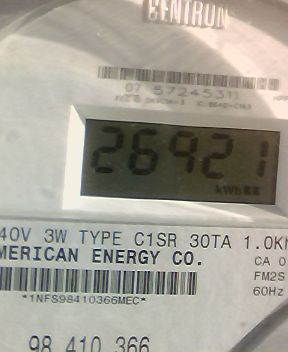 CENTRON
07 57245311
26921
kWh
40V 3W TYPE C1SR 30TA 1.0Kh
MERICAN ENERGY CO.
CA 0
FM2S
60Hz
*1NFS98410366MEC*
98 410 366